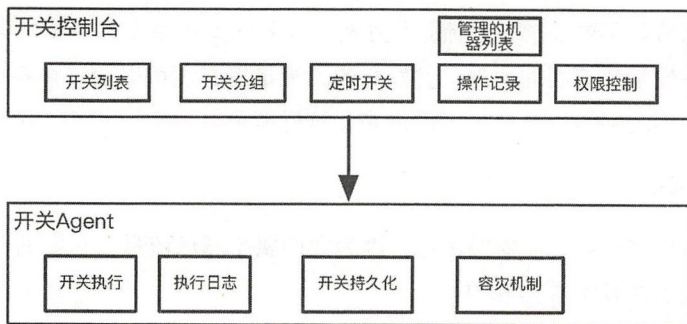 开关控制台
管理的机
器列表
开关列表
开关分组
定时开关
操作记录
权限控制
开关Agent
开关执行
执行日志
开关持久化
容灾机制